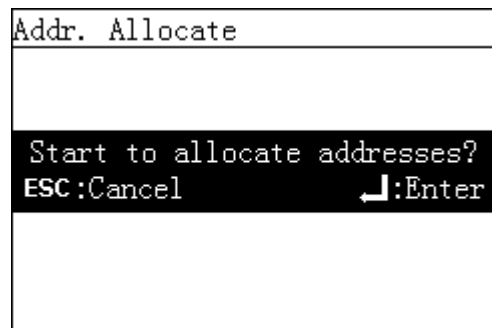 Addr. Allocate
Start to allocate addresses?
ESC:Cancel ↵:Enter